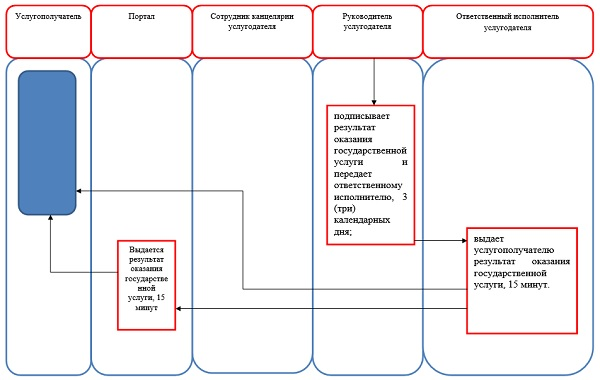 Услугополучатель
Портал
Сотрудник канцелярии
услугодателя
Руководитель
услугодателя
Ответственный исполнитель
услугодателя
подписывает
результат
оказания
государственной
услуги и
передает
ответственному
исполнителю, 3
(три)
календарных
дня;
Выдается
результат
оказания
государстве
нной
услуги, 15
минут
выдает
услугополучателю
результат оказания
государственной
услуги, 15 минут.